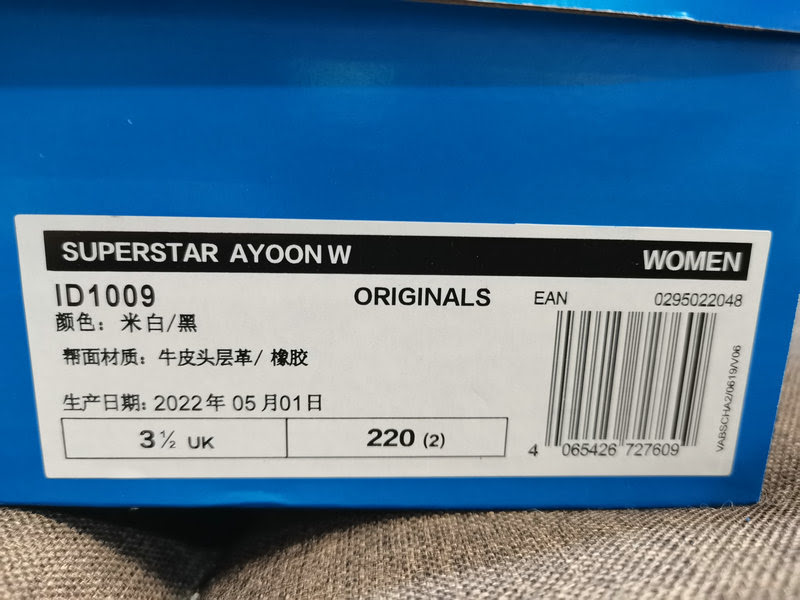 SUPERSTAR AYOON W WOMEN
ID1009 ORIGINALS EAN 0295022048
颜色：米白/黑
帮面材质：牛皮头层革/ 橡胶
生产日期：2022年 05月01日
3 ½ UK 220 (2)
4 065426 727609
VABSCHA2/0619/V06